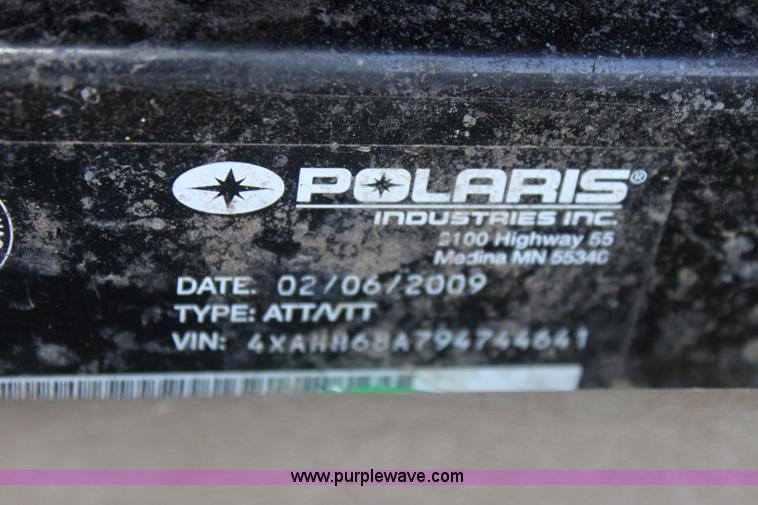 POLARIS®
INDUSTRIES INC.
2100 Highway 55
Medina MN 55340
DATE: 02/06/2009
TYPE: ATT/VTT
VIN: 4XAHH68A794744641
www.purplewave.com